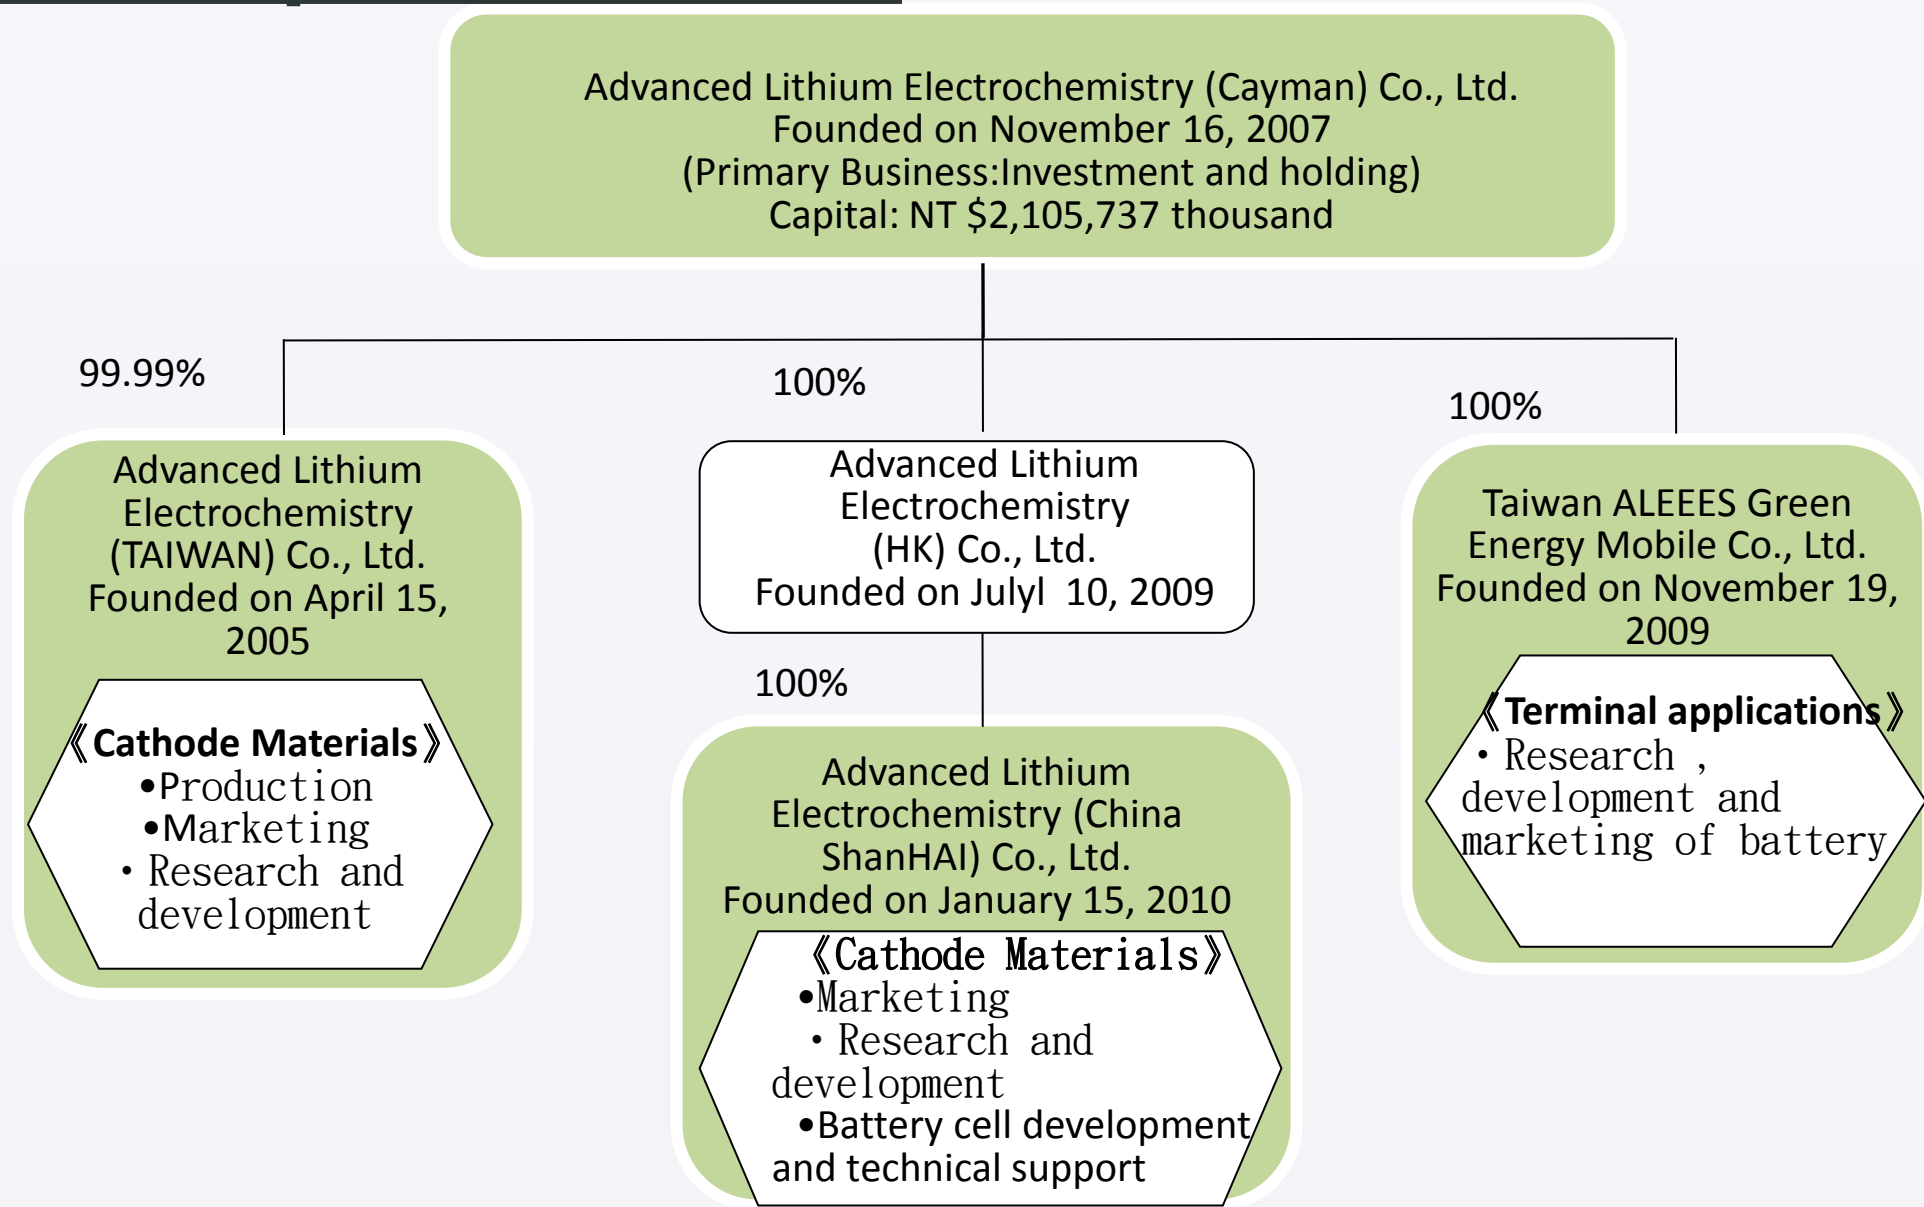 Advanced Lithium Electrochemistry (Cayman) Co., Ltd.
Founded on November 16, 2007
(Primary Business:Investment and holding)
Capital: NT $2,105,737 thousand
99.99%
100%
100%
Advanced Lithium
Electrochemistry
(TAIWAN) Co., Ltd.
Founded on April 15,
2005
《Cathode Materials》
•Production
•Marketing
・Research and
development
Advanced Lithium
Electrochemistry
(HK) Co., Ltd.
Founded on Julyl  10, 2009
100%
Advanced Lithium
Electrochemistry (China
ShanHAI) Co., Ltd.
Founded on January 15, 2010
《Cathode Materials》
•Marketing
・Research and
development
•Battery cell development
and technical support
Taiwan ALEEES Green
Energy Mobile Co., Ltd.
Founded on November 19,
2009
《Terminal applications》
・Research ,
development and
marketing of battery